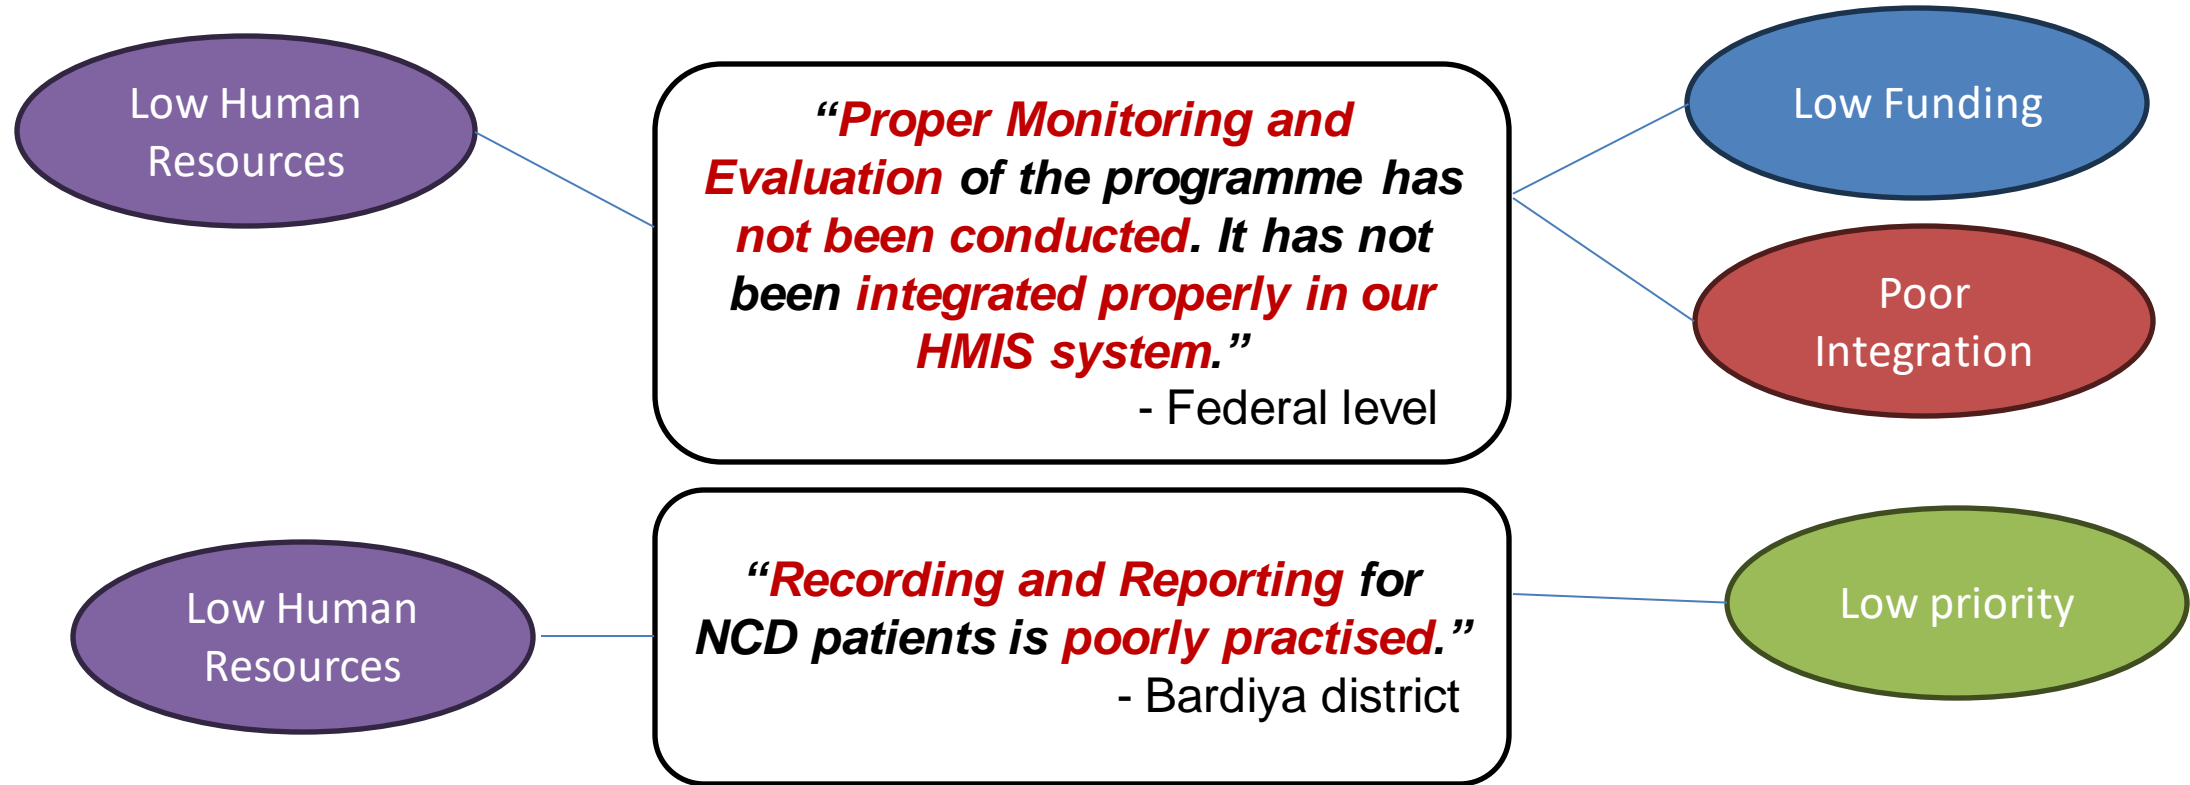 Low Human
Resources
“Proper Monitoring and
Evaluation of the programme has
not been conducted. It has not
been integrated properly in our
HMIS system.”
- Federal level
Low Funding
Poor
Integration
Low Human
Resources
“Recording and Reporting for
NCD patients is poorly practised.”
- Bardiya district
Low priority